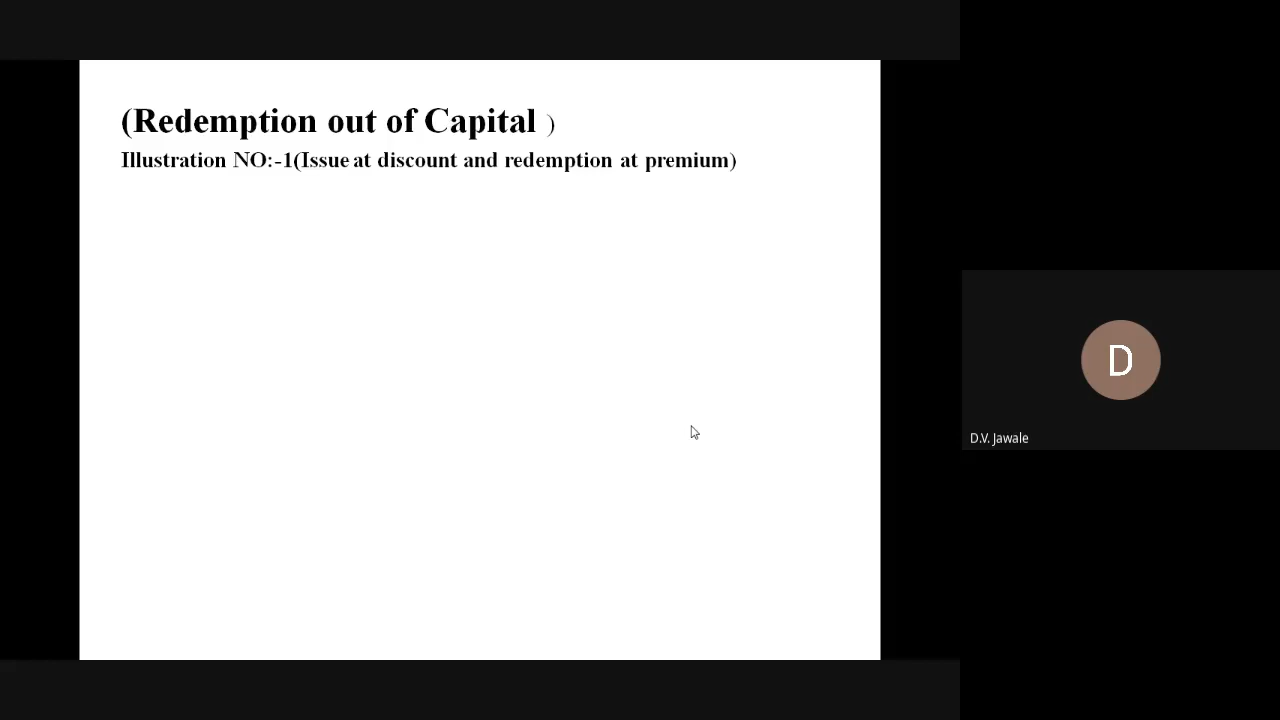 (Redemption out of Capital )
Illustration NO:-1(Issue at discount and redemption at premium)
D
D.V. Jawale